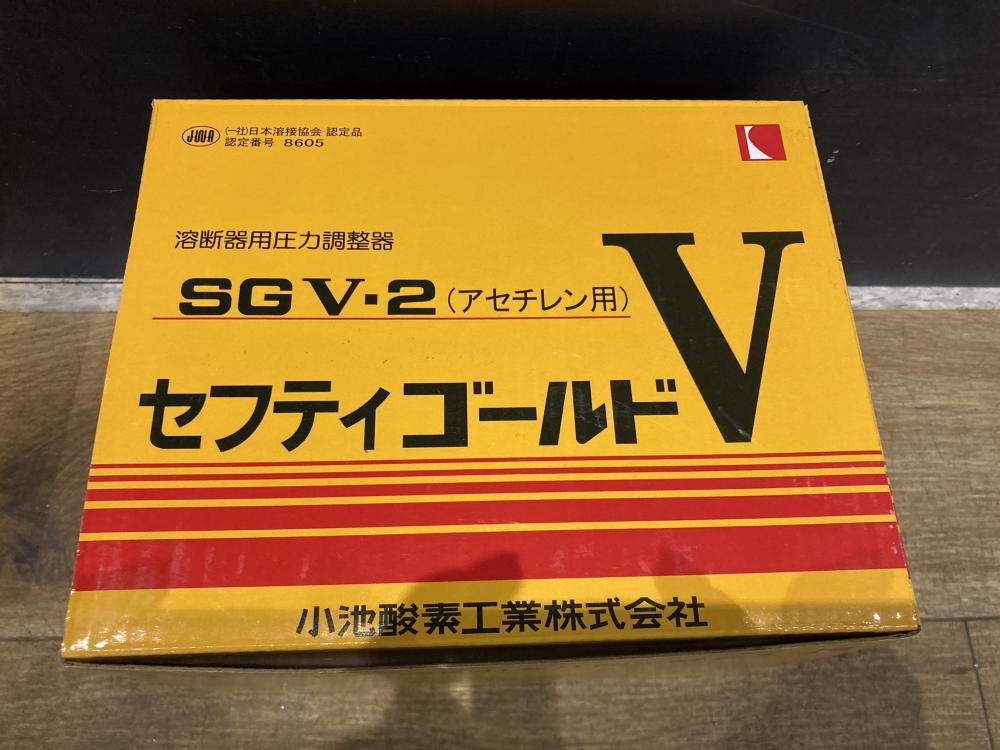 JWA (一社)日本溶接協会 認定品
認定番号 8605
溶断器用圧力調整器
SGV・2(アセチレン用)
セフティゴールドV
小池酸素工業株式会社